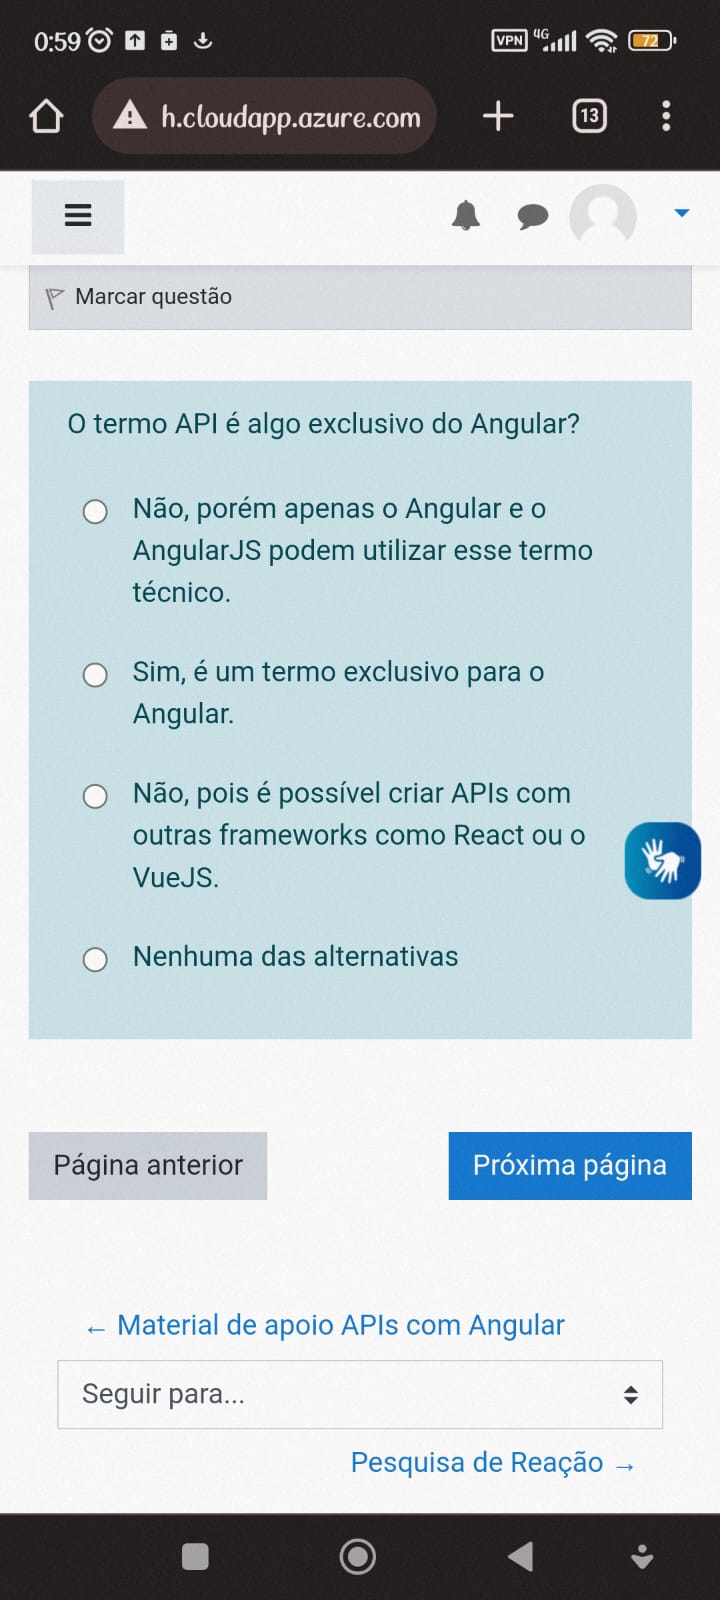 0:59
VPN 4G 72
h.cloudapp.azure.com
13
Marcar questão
O termo API é algo exclusivo do Angular?
Não, porém apenas o Angular e o
AngularJS podem utilizar esse termo
técnico.
Sim, é um termo exclusivo para o
Angular.
Não, pois é possível criar APIs com
outras frameworks como React ou o
VueJS.
Nenhuma das alternativas
Página anterior
Próxima página
← Material de apoio APIs com Angular
Seguir para...
Pesquisa de Reação →